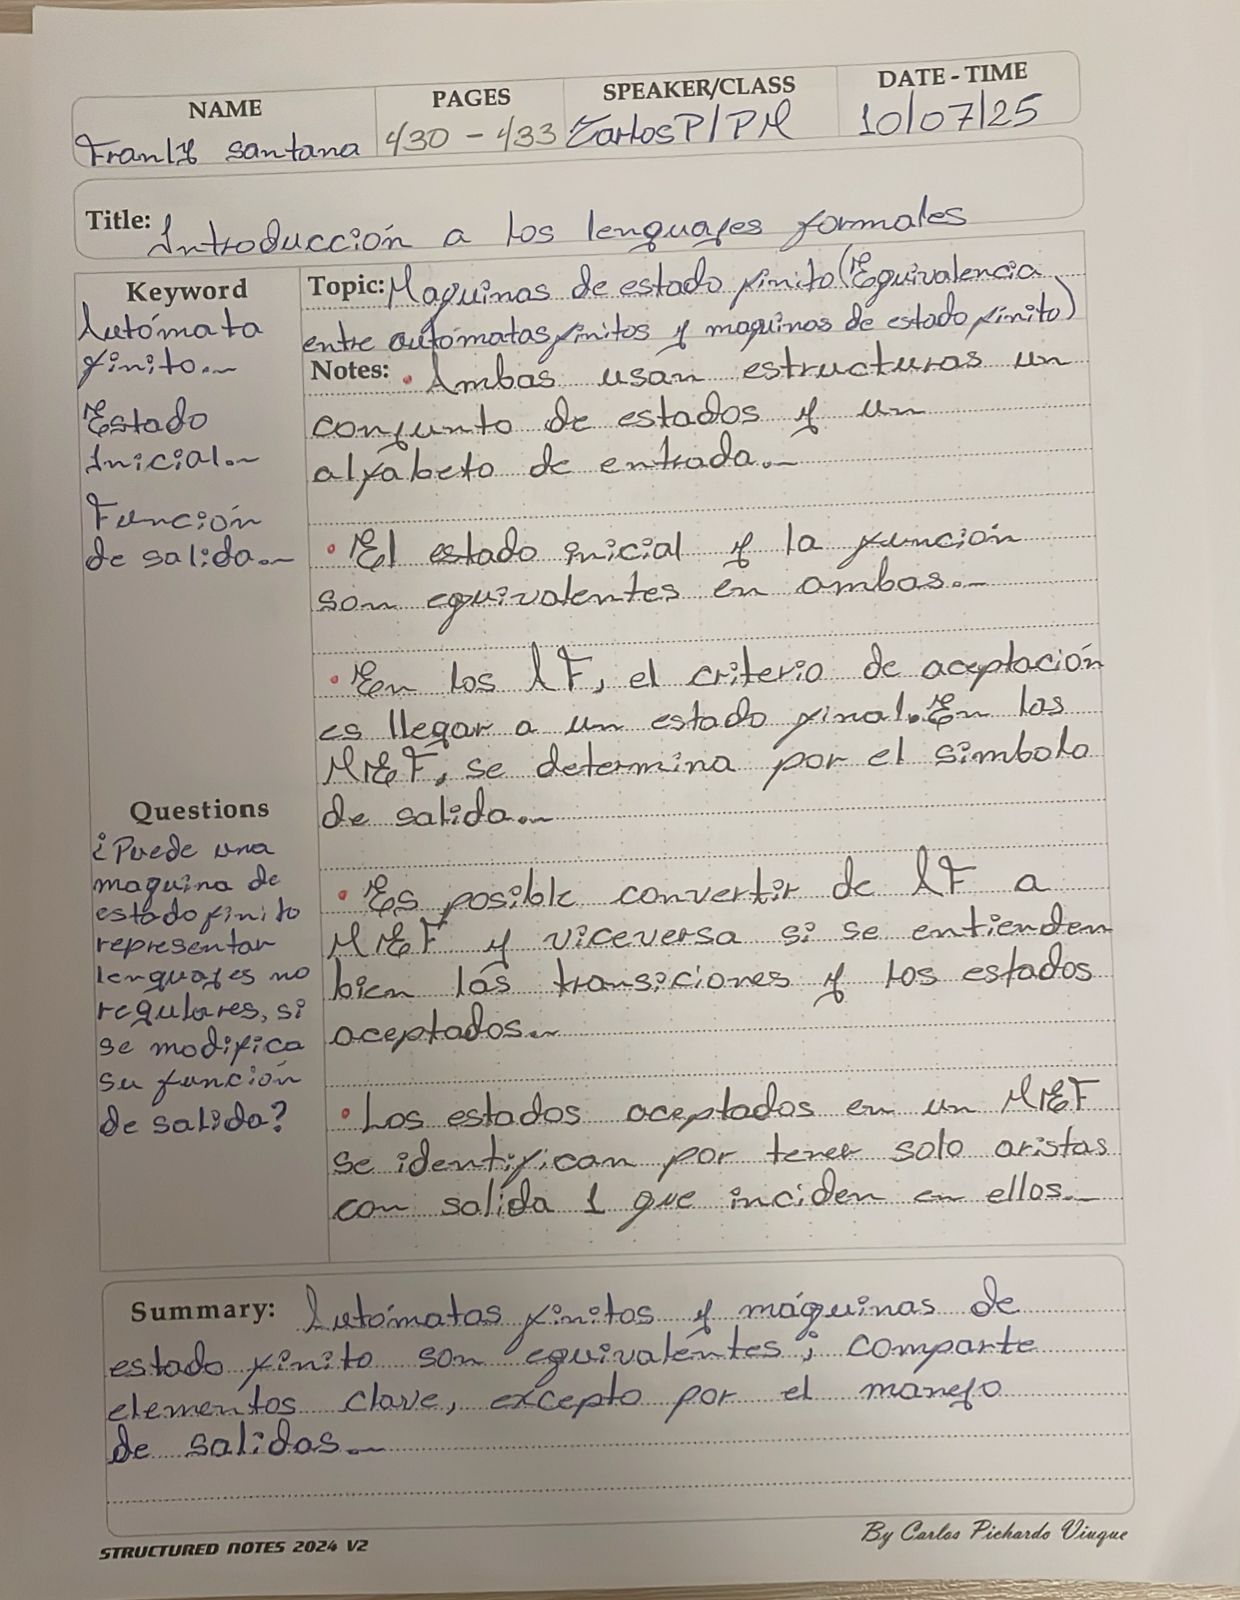 NAME PAGES SPEAKER/CLASS DATE - TIME
Franly santana 430 - 433 Carlos P/PM 10/07/25
Title: Introducción a los lenguajes formales
Keyword
Autómata
finito.
Estado
Inicial.
Función
de salida.
Questions
¿Puede una
maquina de
estado finito
representar
lenguajes no
regulares, si
se modifica
su función
de salida?
Topic: Maquinas de estado finito (Equivalencia
entre autómatas finitos y maquinas de estado finito)
Notes: • Ambas usan estructuras un
conjunto de estados y un
alfabeto de entrada.
• El estado inicial y la función
son equivalentes en ambas.
• En los AF, el criterio de aceptación
es llegar a un estado final. En las
MEF, se determina por el simbolo
de salida.
• Es posible convertir de AF a
MEF y viceversa si se entienden
bien las transiciones y los estados
aceptados.
• Los estados aceptados en un MEF
se identifican por tener solo aristas
con salida 1 que inciden en ellos.
Summary: Autómatas finitos y máquinas de
estado finito son equivalentes; comparte
elementos clave, excepto por el manejo
de salidas.
STRUCTURED NOTES 2024 V2
By Carlos Pichardo Viuque